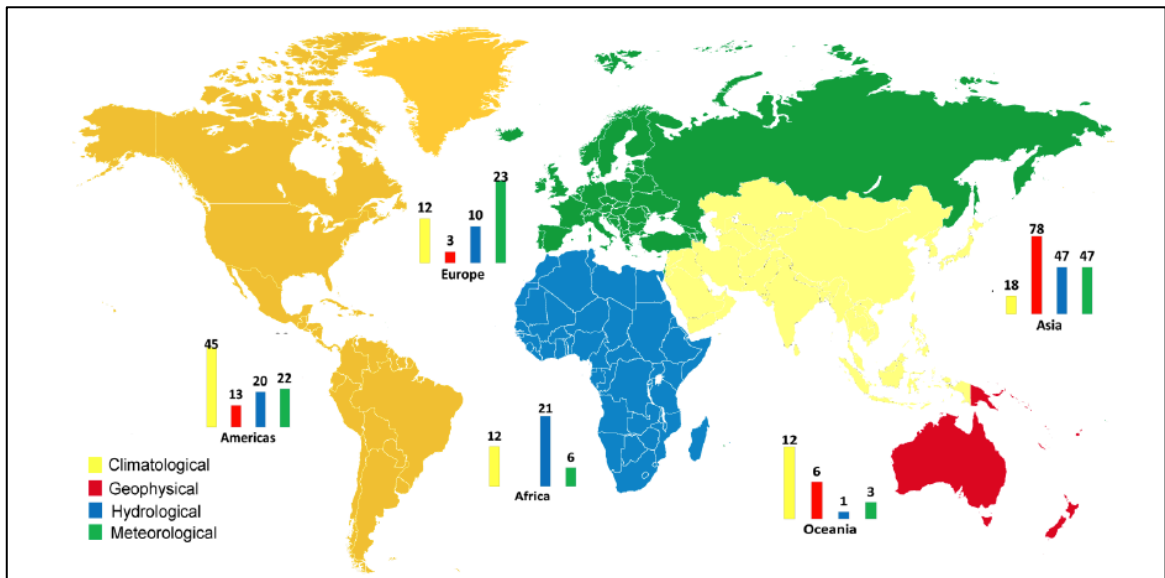 23
12
10
3
Europe
78
47 47
18
Asia
45
13 20 22
Americas
21
12
6
Africa
12
6
1 3
Oceania
Climatological
Geophysical
Hydrological
Meteorological